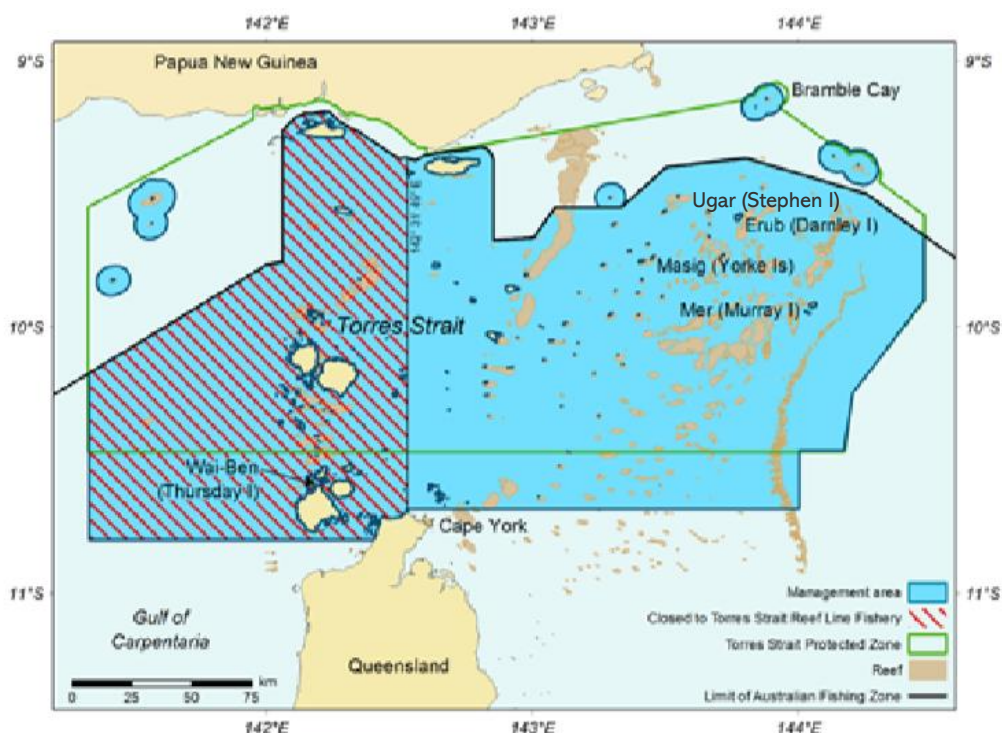 142°E 143°E 144°E
9°S 9°S
Papua New Guinea
Bramble Cay
Ugar (Stephen I)
Erub (Darnley I)
Masig (Yorke Is)
Mer (Murray I)
10°S 10°S
Torres Strait
Wai-Ben
(Thursday I)
Cape York
11°S 11°S
Management area
Closed to Torres Strait Reef Line Fishery
Torres Strait Protected Zone
Reef
Limit of Australian Fishing Zone
Gulf of
Carpentaria
Queensland
km
0 25 50 75
142°E 143°E 144°E